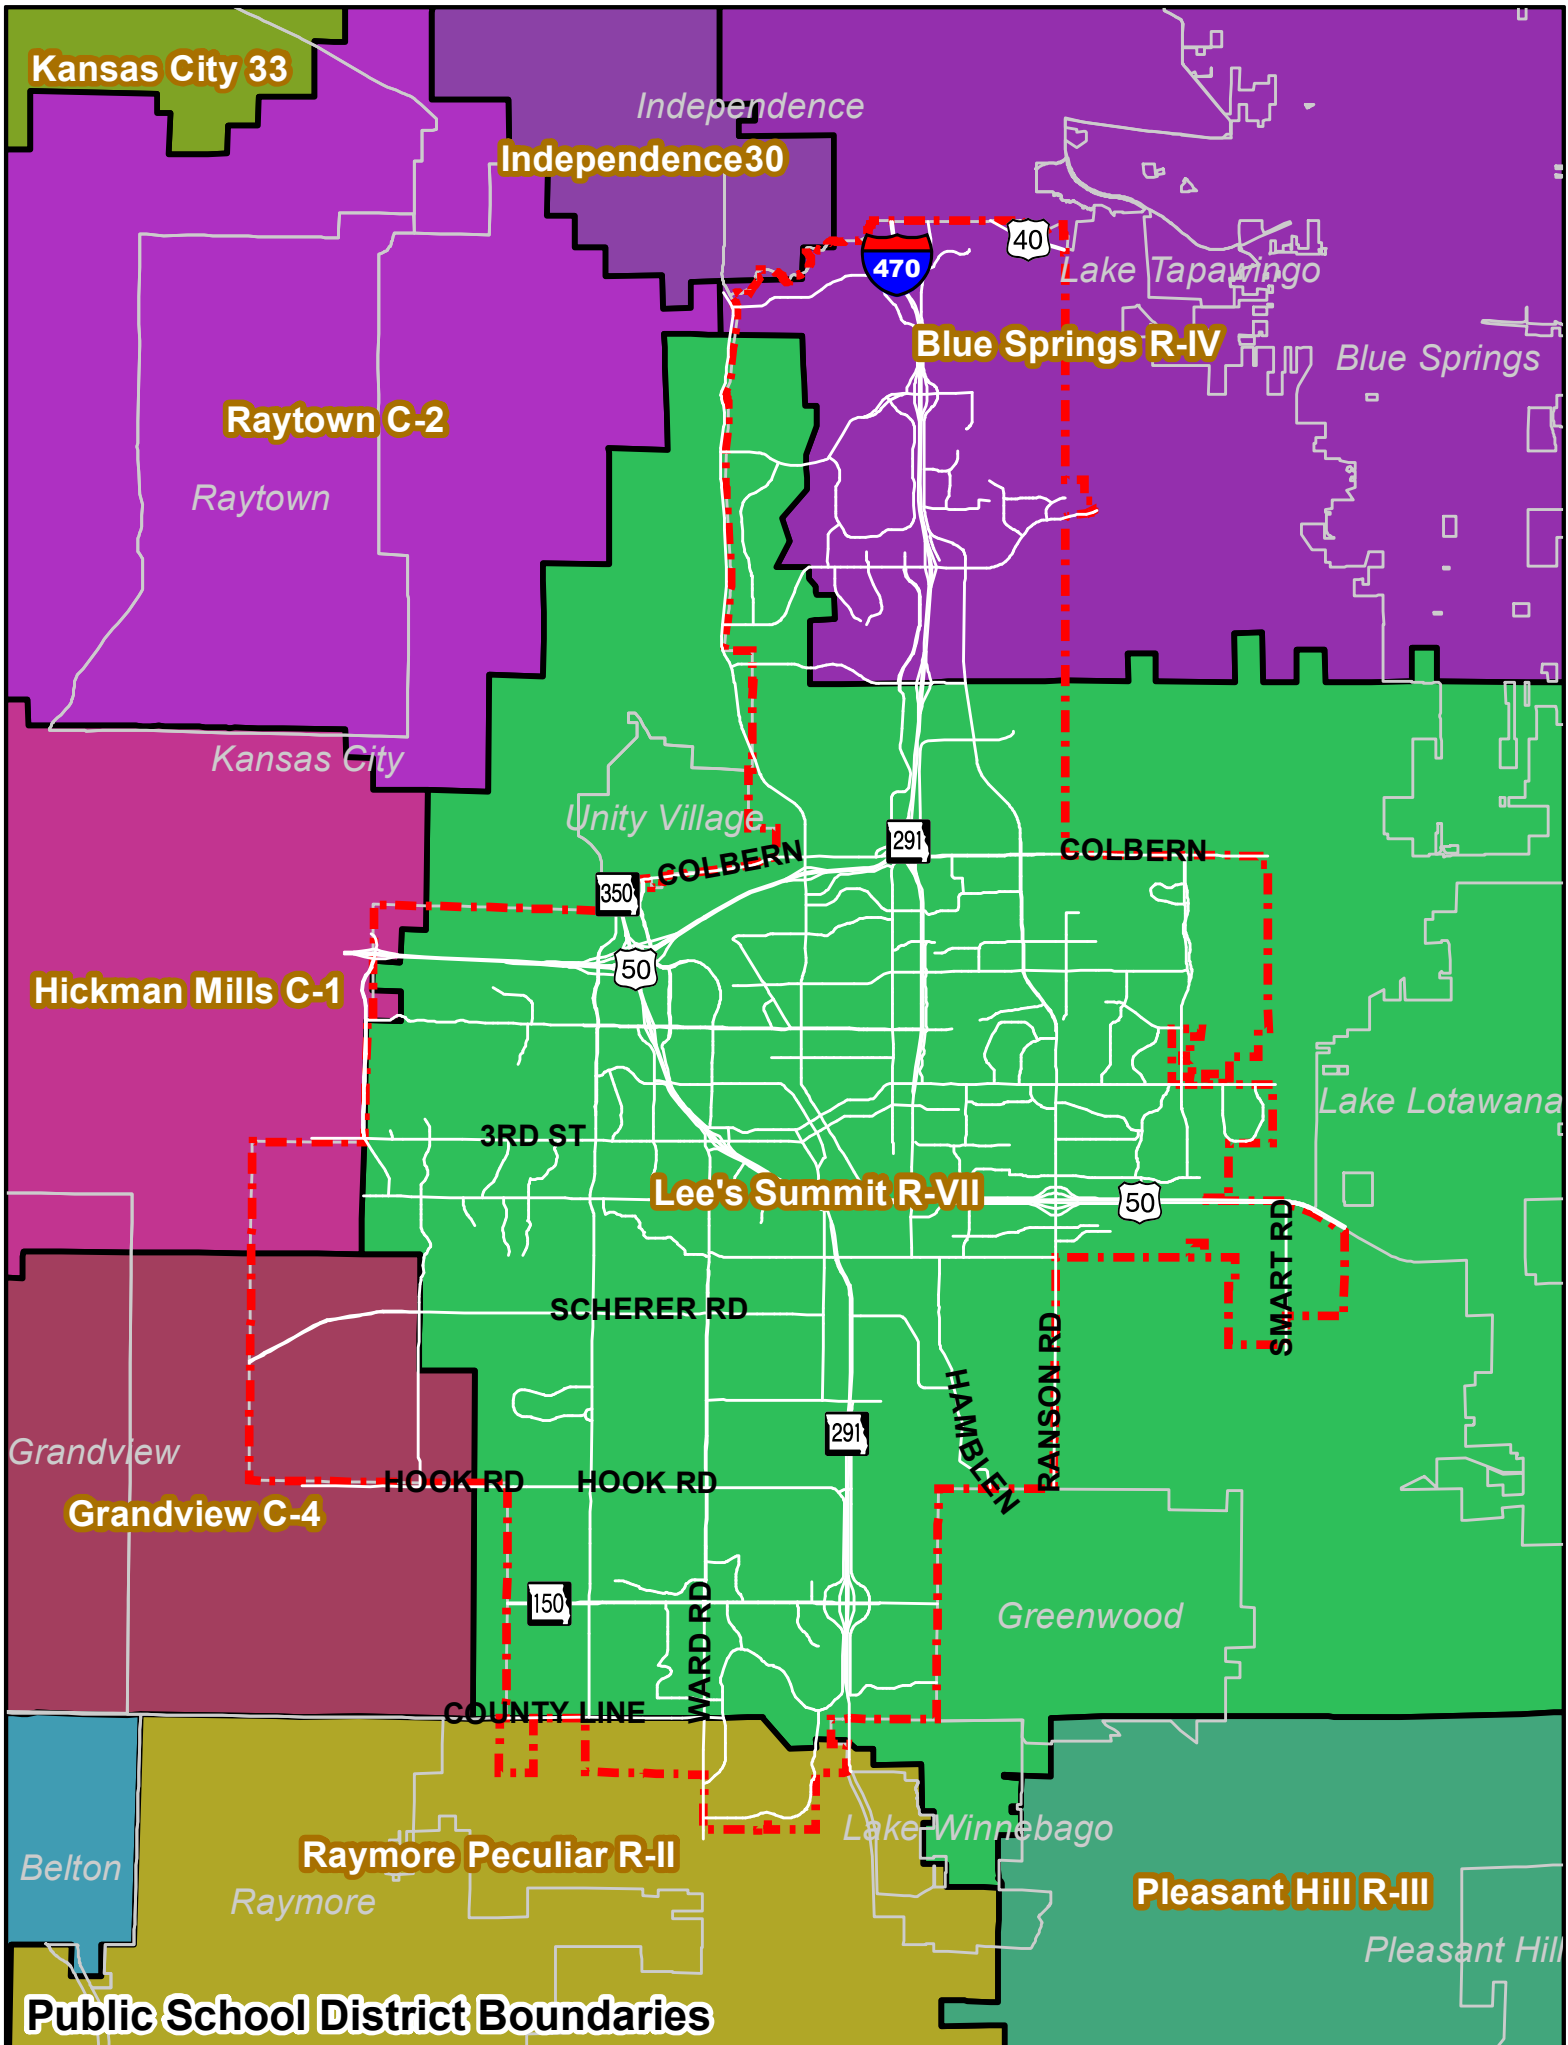 Kansas City 33
Independence
Independence30
40
470
Lake Tapawingo
Blue Springs R-IV
Blue Springs
Raytown C-2
Raytown
Kansas City
Unity Village
291
COLBERN
COLBERN
350
50
Hickman Mills C-1
Lake Lotawana
3RD ST
Lee's Summit R-VII
50
SMART RD
SCHERER RD
RANSON RD
HAMBLEN
291
Grandview
HOOK RD
HOOK RD
Grandview C-4
150
WARD RD
Greenwood
COUNTY LINE
Lake Winnebago
Raymore Peculiar R-II
Belton
Raymore
Pleasant Hill R-III
Pleasant Hill
Public School District Boundaries